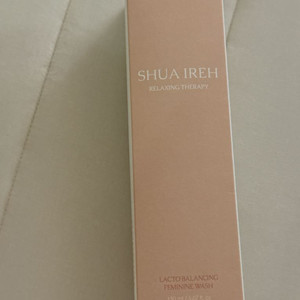 SHUA IREH
RELAXING THERAPY
LACTO BALANCING
FEMININE WASH